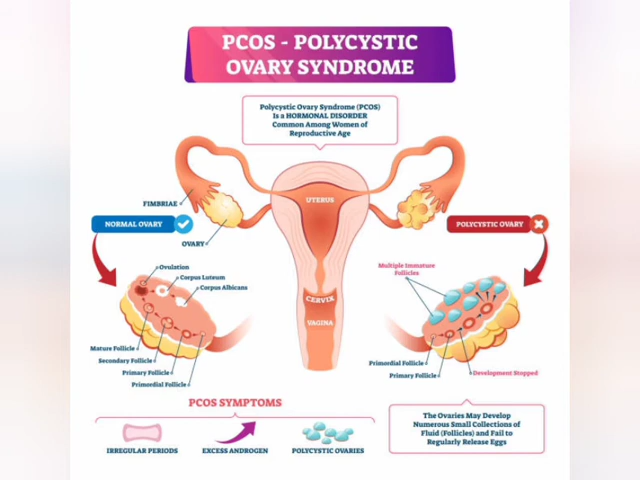 PCOS - POLYCYSTIC
OVARY SYNDROME
Polycystic Ovary Syndrome (PCOS)
Is a HORMONAL DISORDER
Common Among Women of
Reproductive Age
UTERUS
FIMBRIAE
NORMAL OVARY
OVARY
POLYCYSTIC OVARY
Ovulation
Corpus Loteum
Corpus Albicans
Multiple Immature
Follicles
CERVIX
VAGINA
Mature Follicle
Secondary Follicle
Primary Follicle
Primordial Follicle
Primordial Follicle
Primary Follicle
Development Stopped
PCOS SYMPTOMS
IRREGULAR PERIODS
EXCESS ANDROGEN
POLYCYSTIC OVARIES
The Ovaries May Develop
Numerous Small Collections of
Fluid (Follicles) and Fail to
Regularly Release Eggs